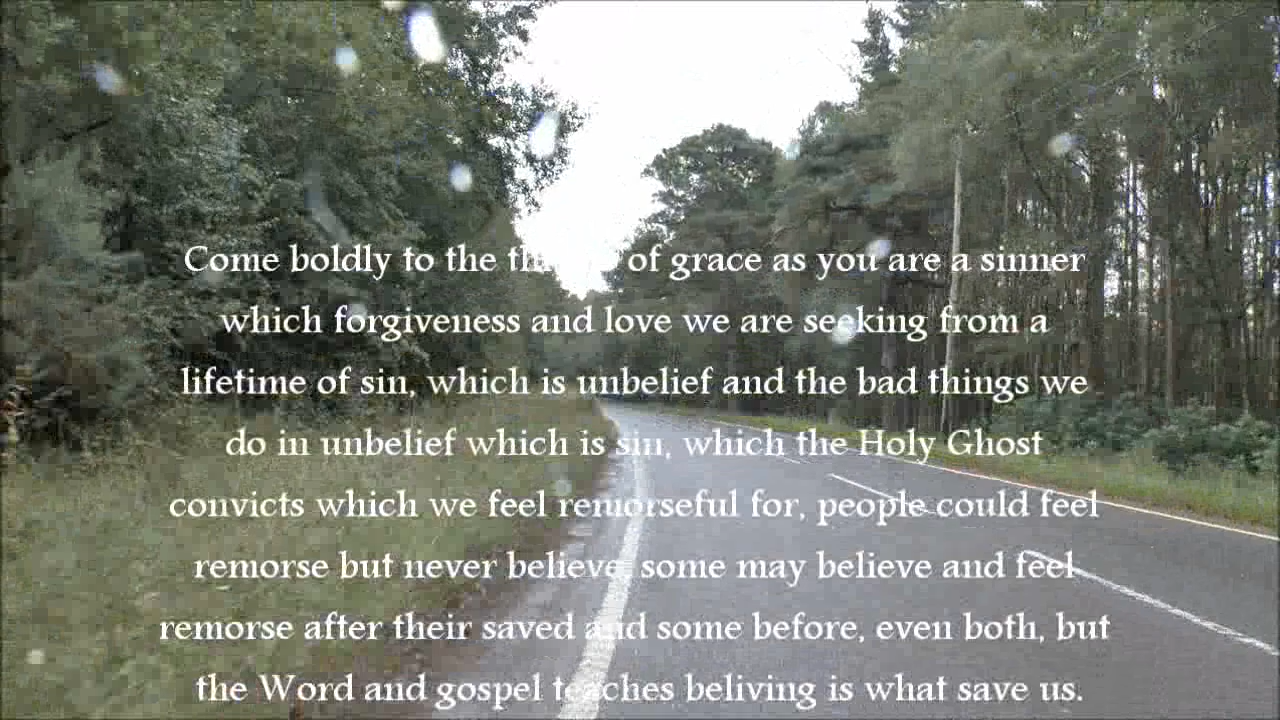 Come boldly to the of grace as you are a sinner
which forgiveness and love we are seeking from a
lifetime of sin, which is unbelief and the bad things we
do in unbelief which is sin, which the Holy Ghost
convicts which we feel remorseful for, people could feel
remorse but never believe, some may believe and feel
remorse after their saved and some before, even both, but
the Word and gospel teaches beliving is what save us.